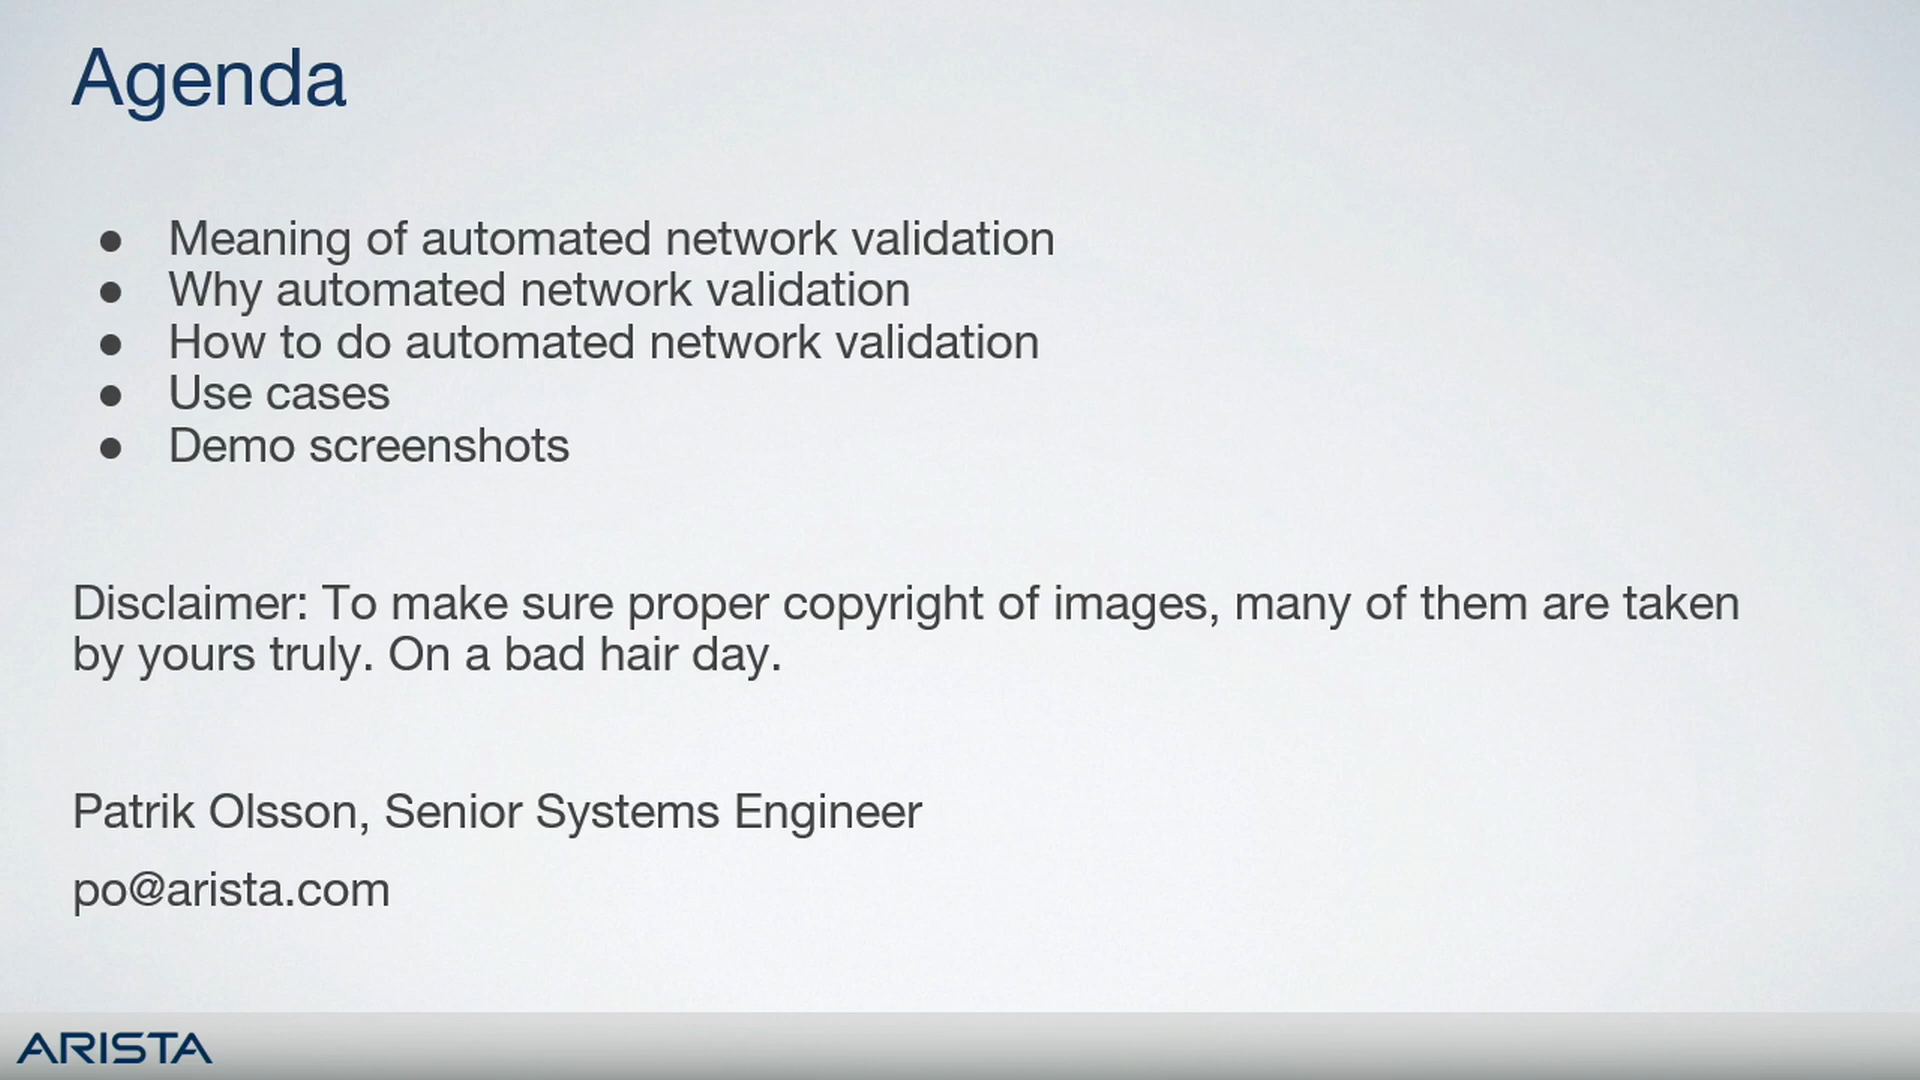 Agenda
● Meaning of automated network validation
● Why automated network validation
● How to do automated network validation
● Use cases
● Demo screenshots
Disclaimer: To make sure proper copyright of images, many of them are taken
by yours truly. On a bad hair day.
Patrik Olsson, Senior Systems Engineer
po@arista.com
ARISTA